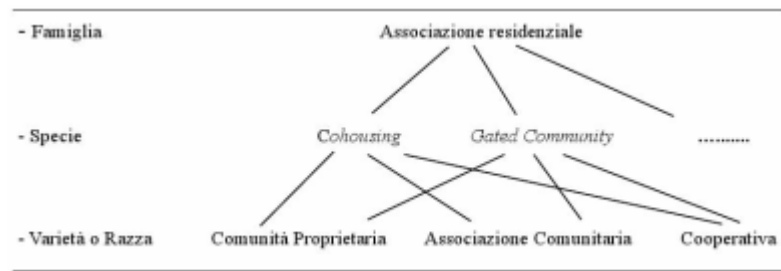 - Famiglia Associazione residenziale
- Specie Cohousing Gated Community ...........
- Varietà o Razza Comunità Proprietaria Associazione Comunitaria Cooperativa